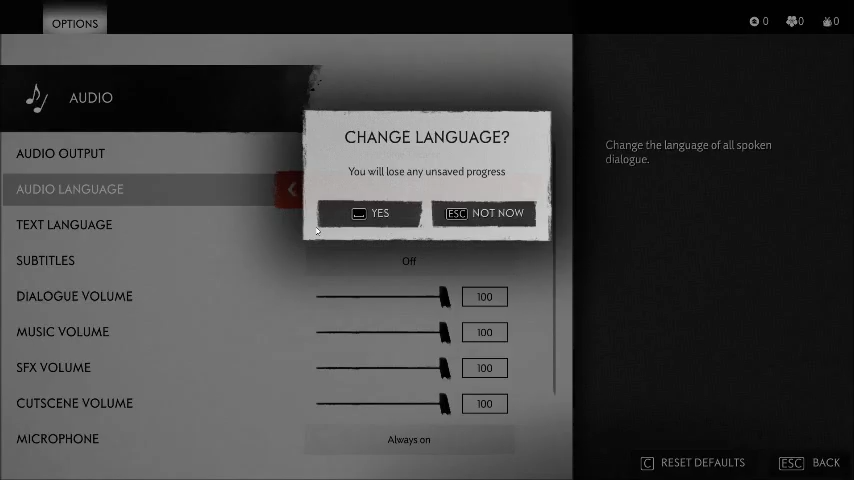 OPTIONS
0 0 0
AUDIO
CHANGE LANGUAGE?
You will lose any unsaved progress
YES
ESC NOT NOW
Change the language of all spoken
dialogue.
AUDIO OUTPUT
AUDIO LANGUAGE
TEXT LANGUAGE
SUBTITLES Off
DIALOGUE VOLUME 100
MUSIC VOLUME 100
SFX VOLUME 100
CUTSCENE VOLUME 100
MICROPHONE Always on
C RESET DEFAULTS ESC BACK